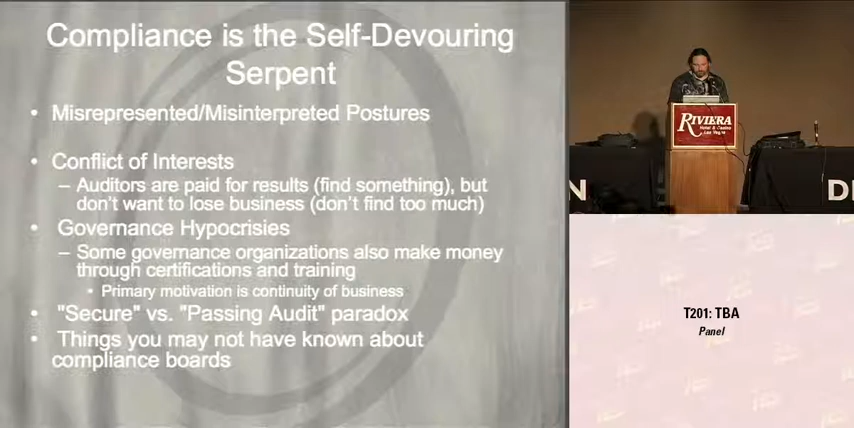 Compliance is the Self-Devouring
Serpent
• Misrepresented/Misinterpreted Postures
• Conflict of Interests
– Auditors are paid for results (find something), but
don't want to lose business (don't find too much)
• Governance Hypocrisies
– Some governance organizations also make money
through certifications and training
• Primary motivation is continuity of business
• "Secure" vs. "Passing Audit" paradox
• Things you may not have known about
compliance boards
RIVIERA
Hotel & Casino
Las Vegas
N
D
T201: TBA
Panel